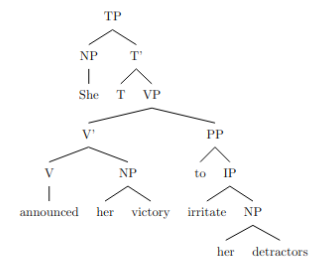 TP
NP T'
She T VP
V' PP
V NP to IP
announced her victory irritate NP
her detractors